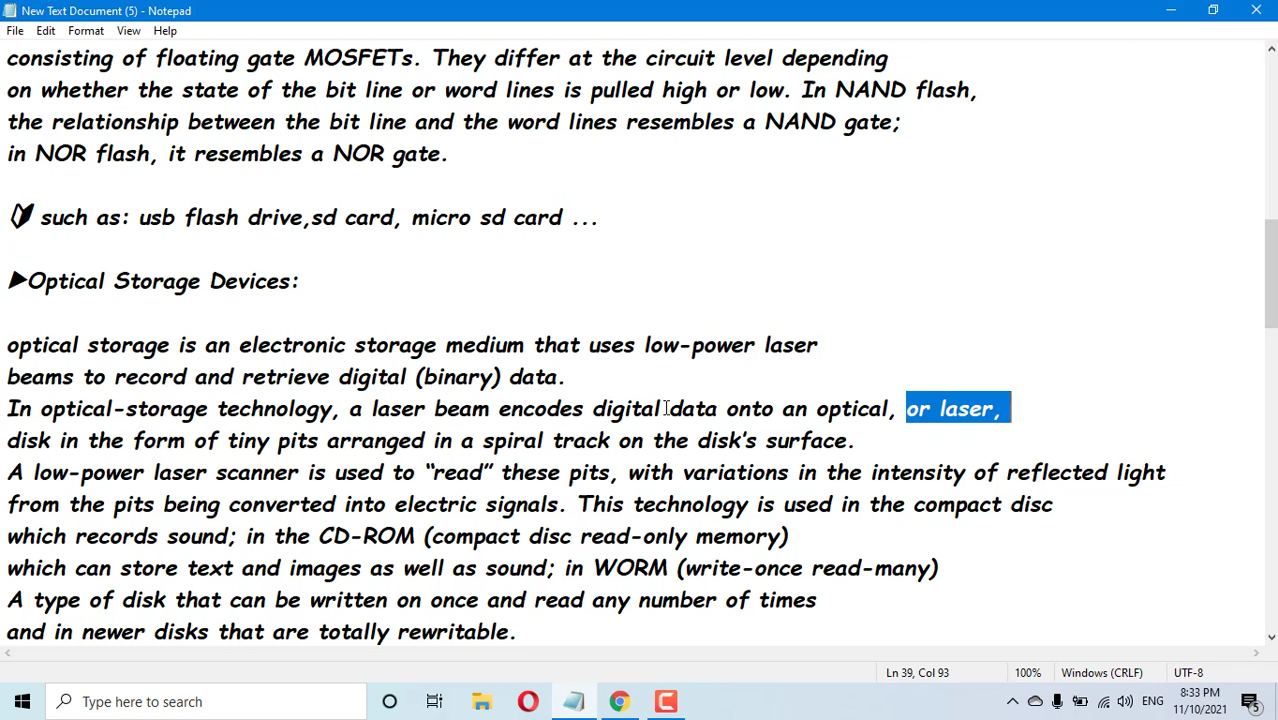 New Text Document (5) - Notepad
File Edit Format View Help
consisting of floating gate MOSFETs. They differ at the circuit level depending
on whether the state of the bit line or word lines is pulled high or low. In NAND flash,
the relationship between the bit line and the word lines resembles a NAND gate;
in NOR flash, it resembles a NOR gate.
such as: usb flash drive,sd card, micro sd card ...
▶Optical Storage Devices:
optical storage is an electronic storage medium that uses low-power laser
beams to record and retrieve digital (binary) data.
In optical-storage technology, a laser beam encodes digital data onto an optical, or laser,
disk in the form of tiny pits arranged in a spiral track on the disk's surface.
A low-power laser scanner is used to “read” these pits, with variations in the intensity of reflected light
from the pits being converted into electric signals. This technology is used in the compact disc
which records sound; in the CD-ROM (compact disc read-only memory)
which can store text and images as well as sound; in WORM (write-once read-many)
A type of disk that can be written on once and read any number of times
and in newer disks that are totally rewritable.
Ln 39, Col 93 100% Windows (CRLF) UTF-8
Type here to search
ENG
8:33 PM
11/10/2021
5